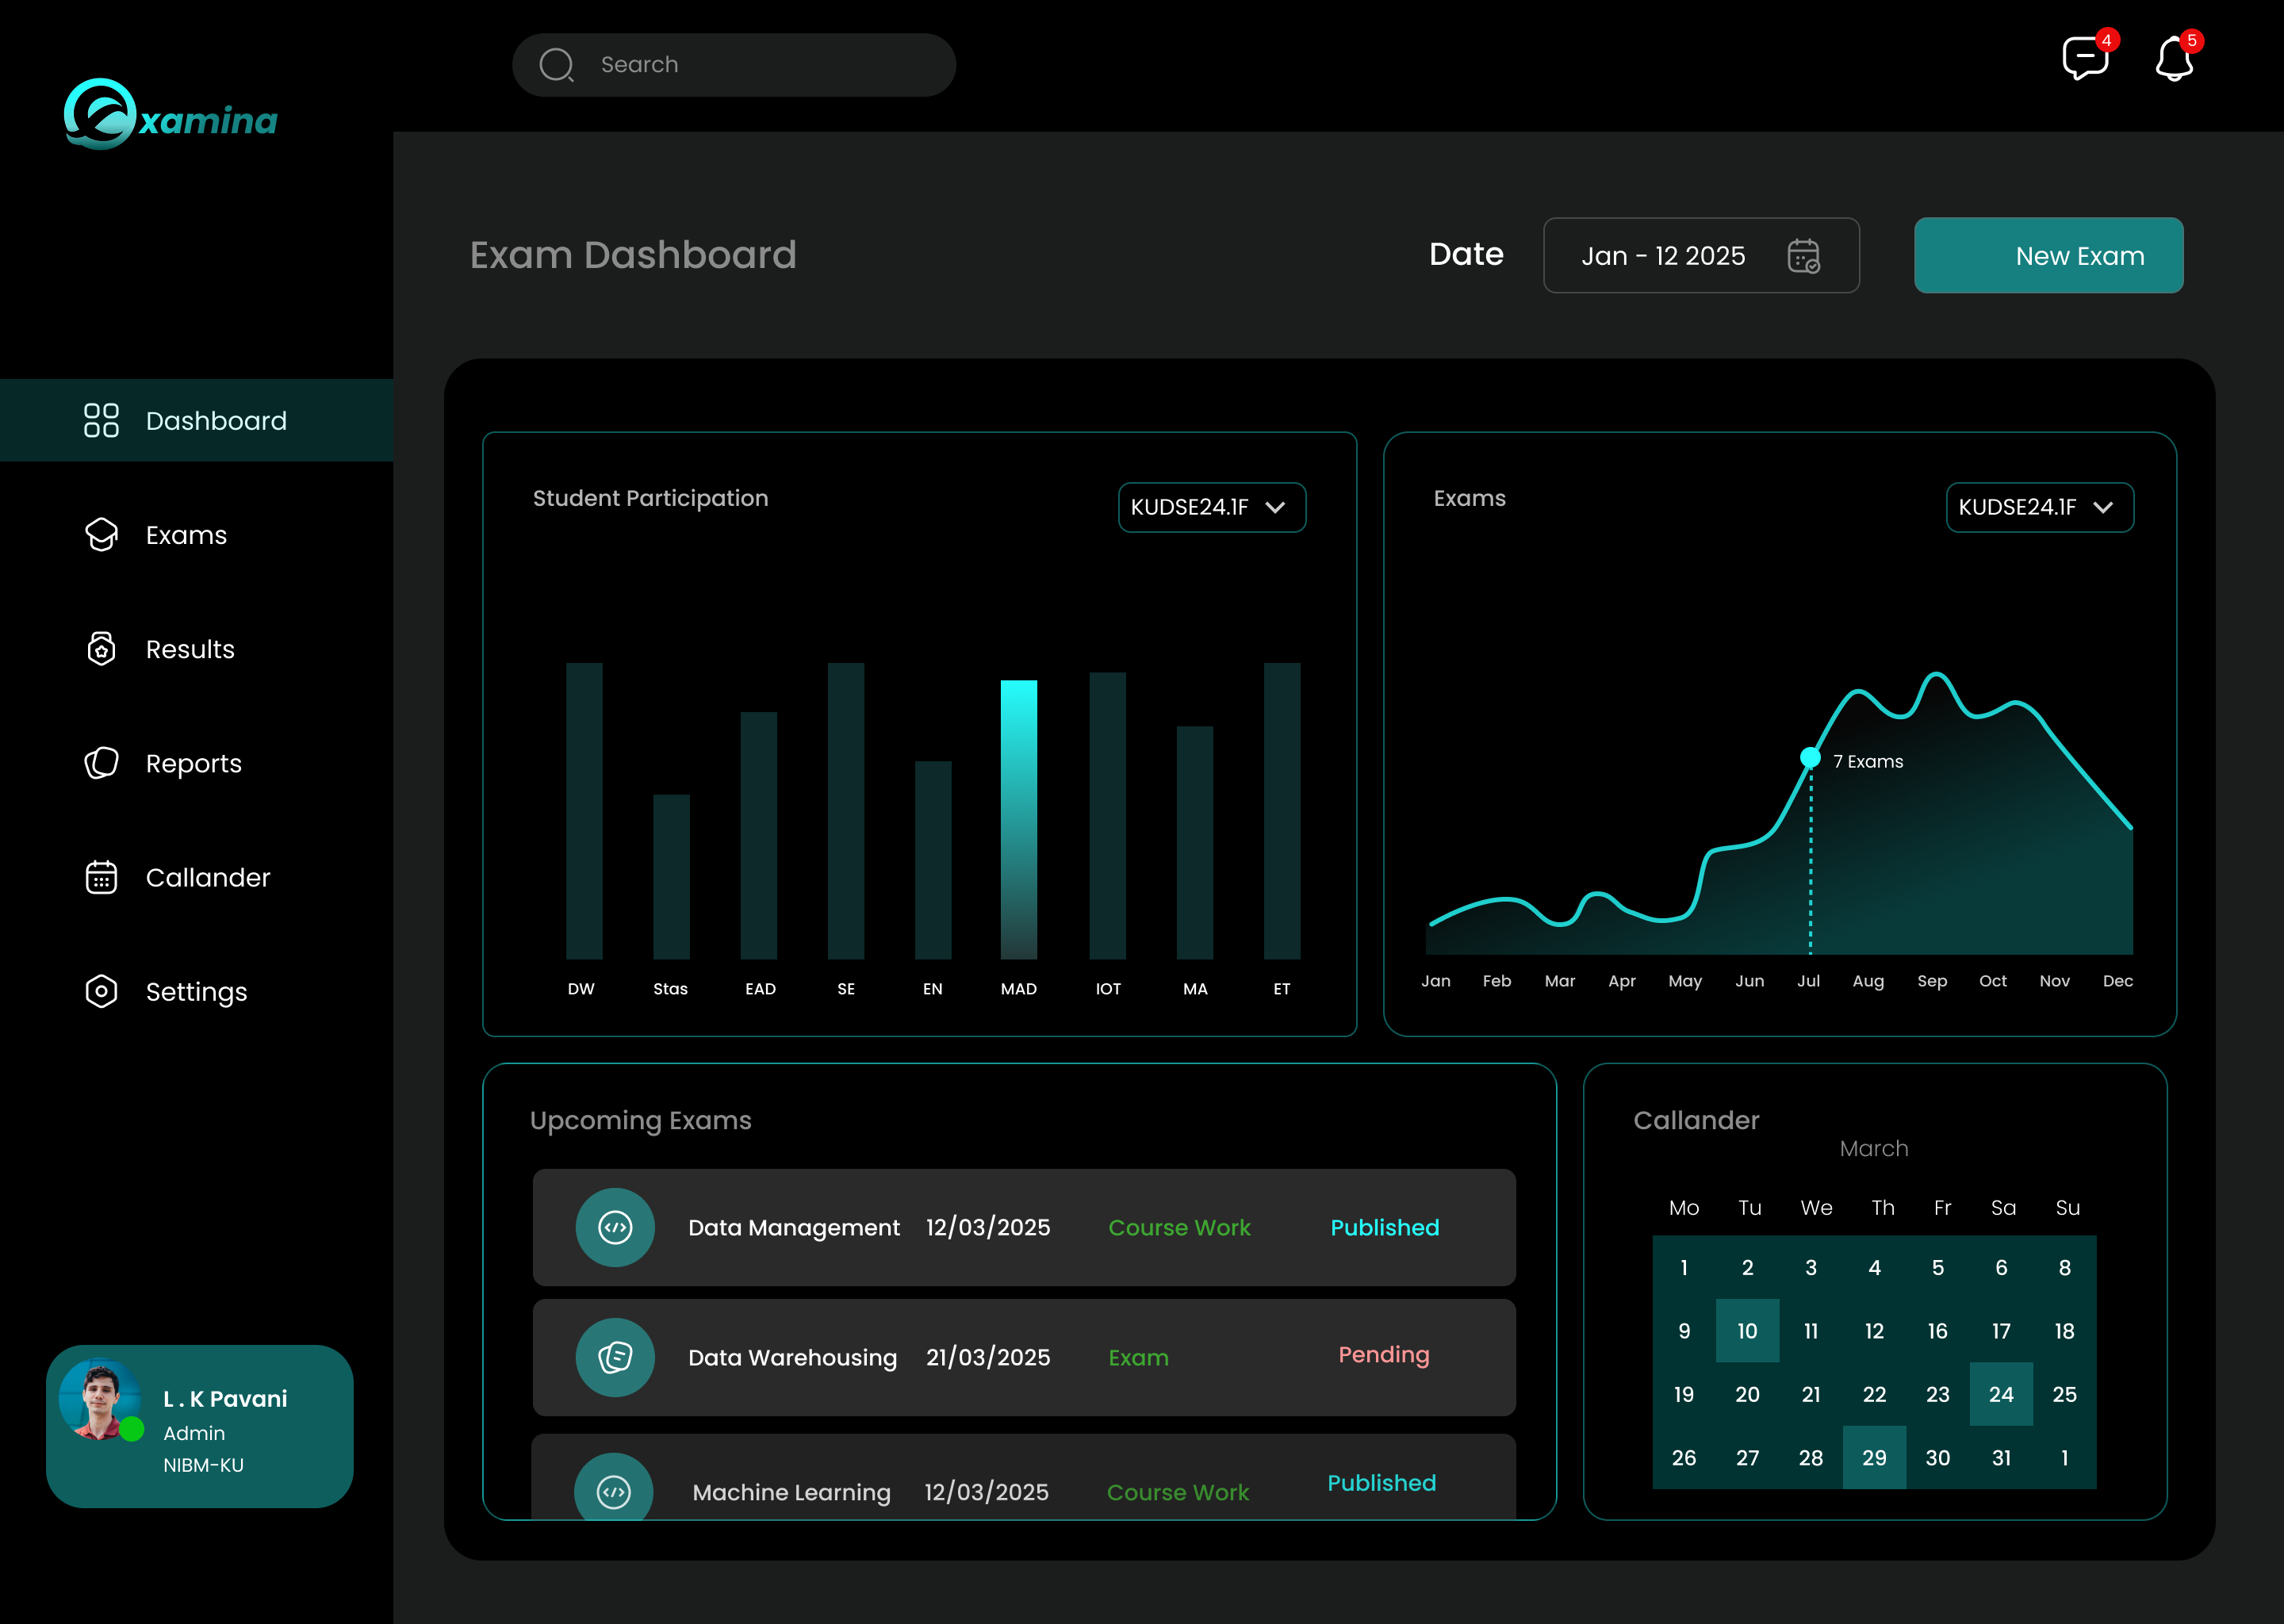 examina
Search
4
5
Exam Dashboard
Date
Jan - 12 2025
New Exam
Dashboard
Exams
Results
Reports
Callander
Settings
L . K Pavani
Admin
NIBM-KU
Student Participation
KUDSE24.1F
DW Stas EAD SE EN MAD IOT MA ET
Exams
KUDSE24.1F
7 Exams
Jan Feb Mar Apr May Jun Jul Aug Sep Oct Nov Dec
Upcoming Exams
Data Management 12/03/2025 Course Work Published
Data Warehousing 21/03/2025 Exam Pending
Machine Learning 12/03/2025 Course Work Published
Callander
March
Mo Tu We Th Fr Sa Su
1 2 3 4 5 6 8
9 10 11 12 16 17 18
19 20 21 22 23 24 25
26 27 28 29 30 31 1